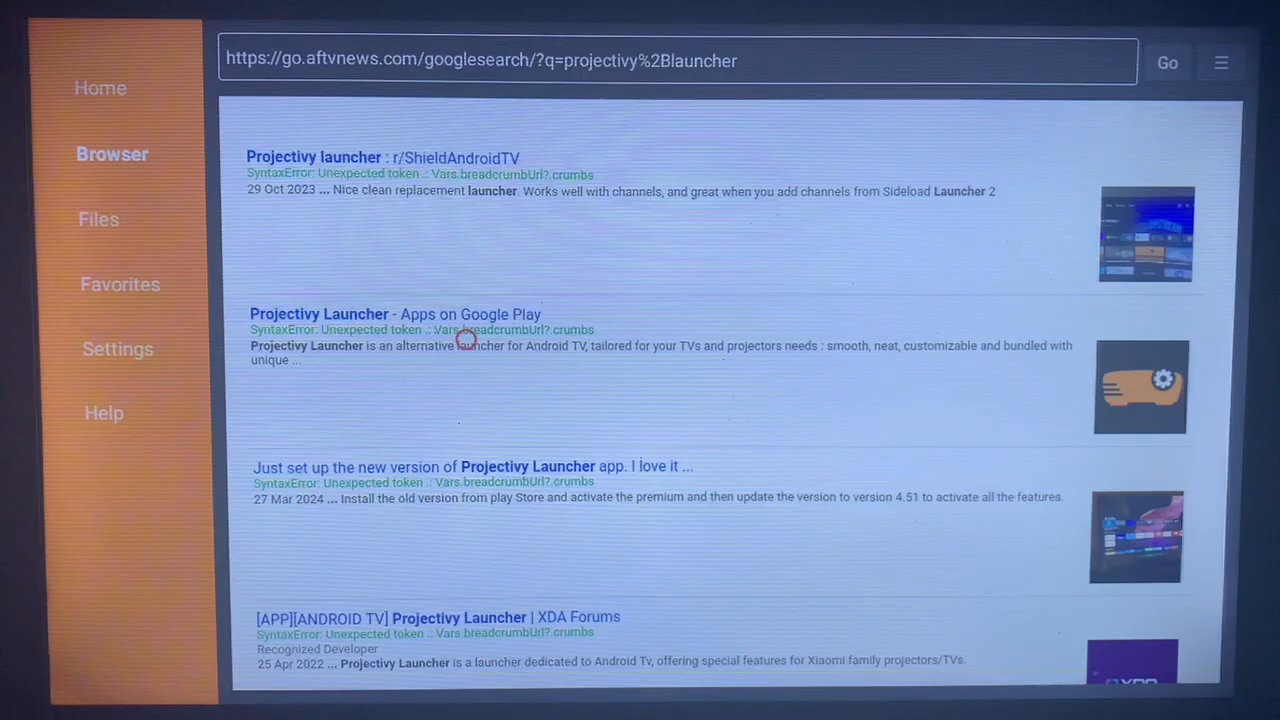 https://go.aftvnews.com/googlesearch/?q=projectivy%2Blauncher
Go
Home
Browser
Files
Favorites
Settings
Help
Projectivy launcher : r/ShieldAndroidTV
SyntaxError: Unexpected token .: Vars.breadcrumbUrl?.crumbs
29 Oct 2023 ... Nice clean replacement launcher. Works well with channels, and great when you add channels from Sideload Launcher 2
Projectivy Launcher - Apps on Google Play
SyntaxError: Unexpected token .: Vars.breadcrumbUrl?.crumbs
Projectivy Launcher is an alternative launcher for Android TV, tailored for your TVs and projectors needs : smooth, neat, customizable and bundled with
unique ...
Just set up the new version of Projectivy Launcher app. I love it ...
SyntaxError: Unexpected token .: Vars.breadcrumbUrl?.crumbs
27 Mar 2024 ... Install the old version from play Store and activate the premium and then update the version to version 4.51 to activate all the features.
[APP][ANDROID TV] Projectivy Launcher | XDA Forums
SyntaxError: Unexpected token .: Vars.breadcrumbUrl?.crumbs
Recognized Developer
25 Apr 2022 ... Projectivy Launcher is a launcher dedicated to Android Tv, offering special features for Xiaomi family projectors/TVs.